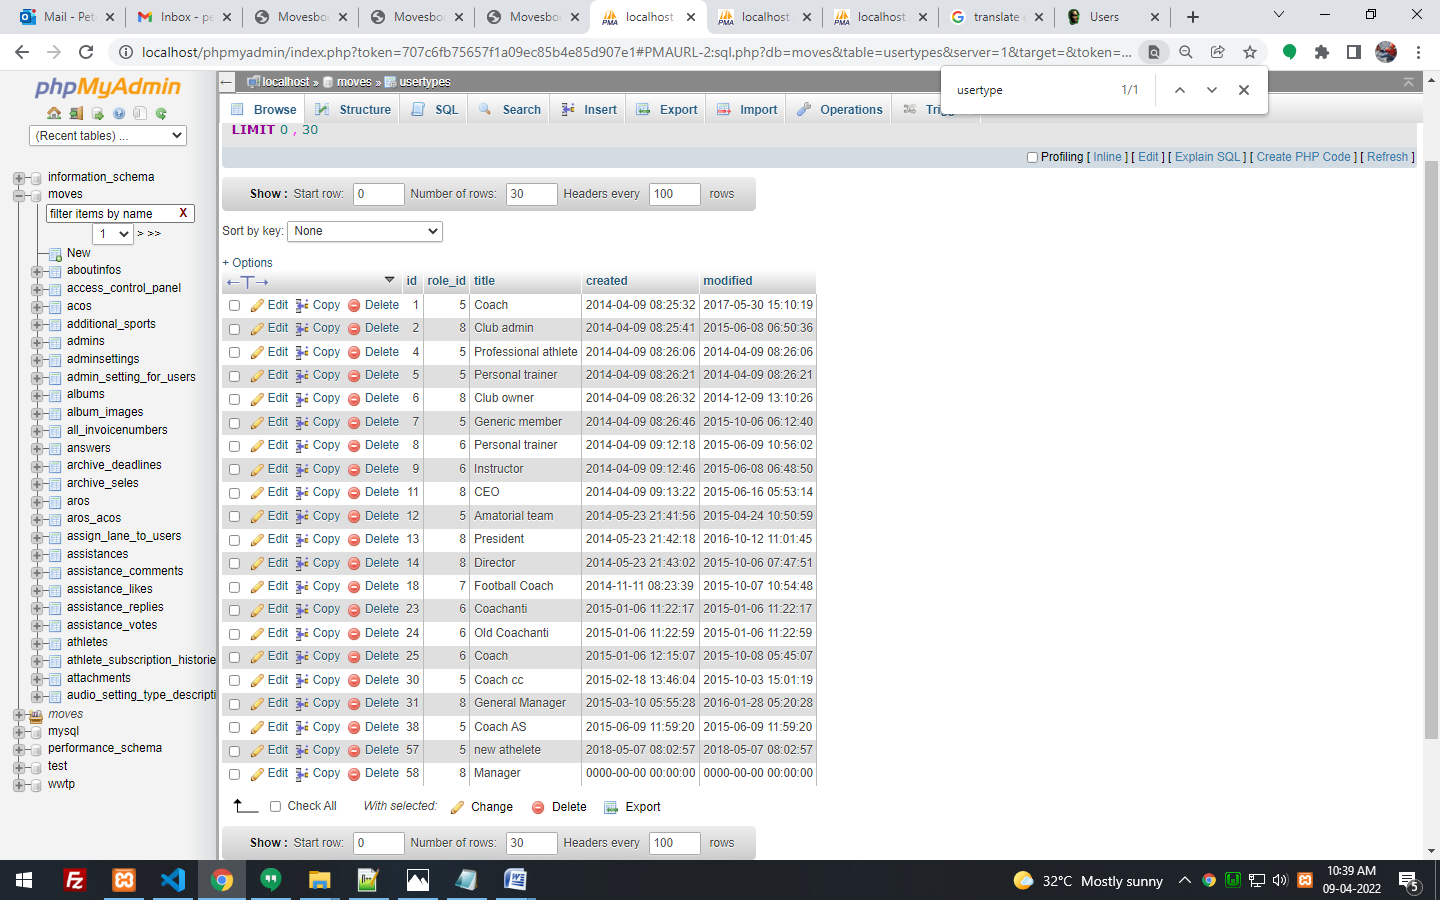 Mail - Pet
Inbox - pe
Movesboo
Movesboo
Movesboo
localhost
localhost
localhost
translate
Users
localhost/phpmyadmin/index.php?token=707c6fb75657f1a09ec85b4e85d907e1#PMAURL-2:sql.php?db=moves&table=usertypes&server=1&target=&token=...
usertype 1/1
phpMyAdmin
(Recent tables) ...
information_schema
moves
filter items by name X
1 > >>
New
aboutinfos
access_control_panel
acos
additional_sports
admins
adminsettings
admin_setting_for_users
albums
album_images
all_invoicenumbers
answers
archive_deadlines
archive_seles
aros
aros_acos
assign_lane_to_users
assistances
assistance_comments
assistance_likes
assistance_replies
assistance_votes
athletes
athlete_subscription_historie
attachments
audio_setting_type_descripti
moves
mysql
performance_schema
test
wwtp
localhost » moves » usertypes
Browse Structure SQL Search Insert Export Import Operations
LIMIT 0 , 30
Profiling [ Inline ] [ Edit ] [ Explain SQL ] [ Create PHP Code ] [ Refresh ]
Show : Start row: 0 Number of rows: 30 Headers every 100 rows
Sort by key: None
+ Options
←T→ id role_id title created modified
Edit Copy Delete 1 5 Coach 2014-04-09 08:25:32 2017-05-30 15:10:19
Edit Copy Delete 2 8 Club admin 2014-04-09 08:25:41 2015-06-08 06:50:36
Edit Copy Delete 4 5 Professional athlete 2014-04-09 08:26:06 2014-04-09 08:26:06
Edit Copy Delete 5 5 Personal trainer 2014-04-09 08:26:21 2014-04-09 08:26:21
Edit Copy Delete 6 8 Club owner 2014-04-09 08:26:32 2014-12-09 13:10:26
Edit Copy Delete 7 5 Generic member 2014-04-09 08:26:46 2015-10-06 06:12:40
Edit Copy Delete 8 6 Personal trainer 2014-04-09 09:12:18 2015-06-09 10:56:02
Edit Copy Delete 9 6 Instructor 2014-04-09 09:12:46 2015-06-08 06:48:50
Edit Copy Delete 11 8 CEO 2014-04-09 09:13:22 2015-06-16 05:53:14
Edit Copy Delete 12 5 Amatorial team 2014-05-23 21:41:56 2015-04-24 10:50:59
Edit Copy Delete 13 8 President 2014-05-23 21:42:18 2016-10-12 11:01:45
Edit Copy Delete 14 8 Director 2014-05-23 21:43:02 2015-10-06 07:47:51
Edit Copy Delete 18 7 Football Coach 2014-11-11 08:23:39 2015-10-07 10:54:48
Edit Copy Delete 23 6 Coachanti 2015-01-06 11:22:17 2015-01-06 11:22:17
Edit Copy Delete 24 6 Old Coachanti 2015-01-06 11:22:59 2015-01-06 11:22:59
Edit Copy Delete 25 6 Coach 2015-01-06 12:15:07 2015-10-08 05:45:07
Edit Copy Delete 30 5 Coach cc 2015-02-18 13:46:04 2015-10-03 15:01:19
Edit Copy Delete 31 8 General Manager 2015-03-10 05:55:28 2016-01-28 05:20:28
Edit Copy Delete 38 5 Coach AS 2015-06-09 11:59:20 2015-06-09 11:59:20
Edit Copy Delete 57 5 new athelete 2018-05-07 08:02:57 2018-05-07 08:02:57
Edit Copy Delete 58 8 Manager 0000-00-00 00:00:00 0000-00-00 00:00:00
Check All With selected: Change Delete Export
Show : Start row: 0 Number of rows: 30 Headers every 100 rows
32°C Mostly sunny
10:39 AM
09-04-2022
5